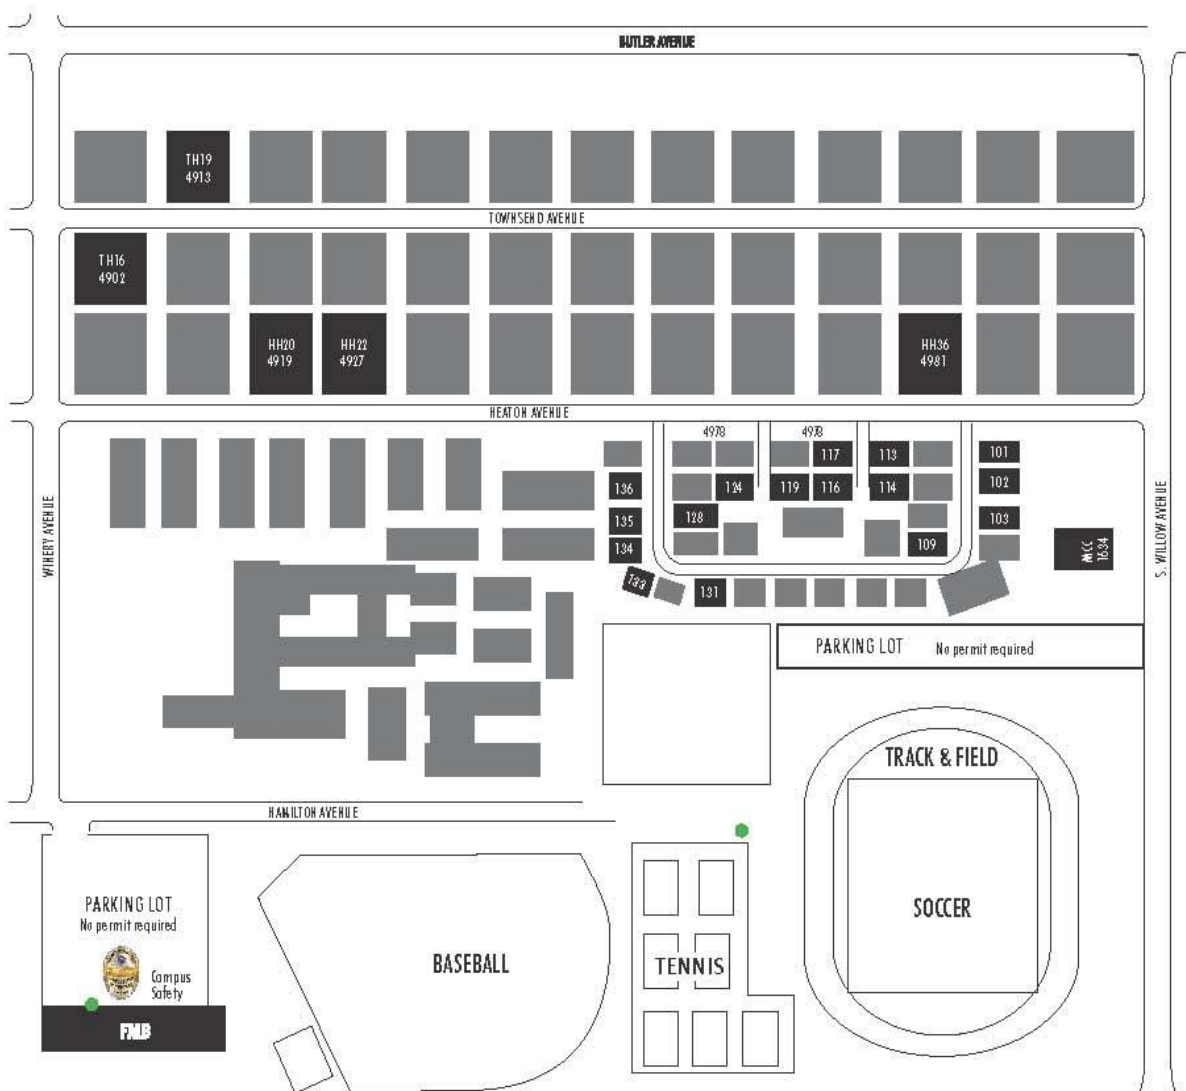 BUTLER AVENUE
TH19
4913
TOWNSEND AVENUE
TH16
4902
HH20
4919
HH22
4927
HH36
4981
HEATON AVENUE
4978
4978
117
113
101
136
124
119
116
114
102
135
128
103
134
109
MCC
1634
133
131
WINERY AVENUE
S. WILLOW AVENUE
PARKING LOT No permit required
TRACK & FIELD
HAMILTON AVENUE
PARKING LOT
No permit required
Campus
Safety
FMB
BASEBALL
TENNIS
SOCCER